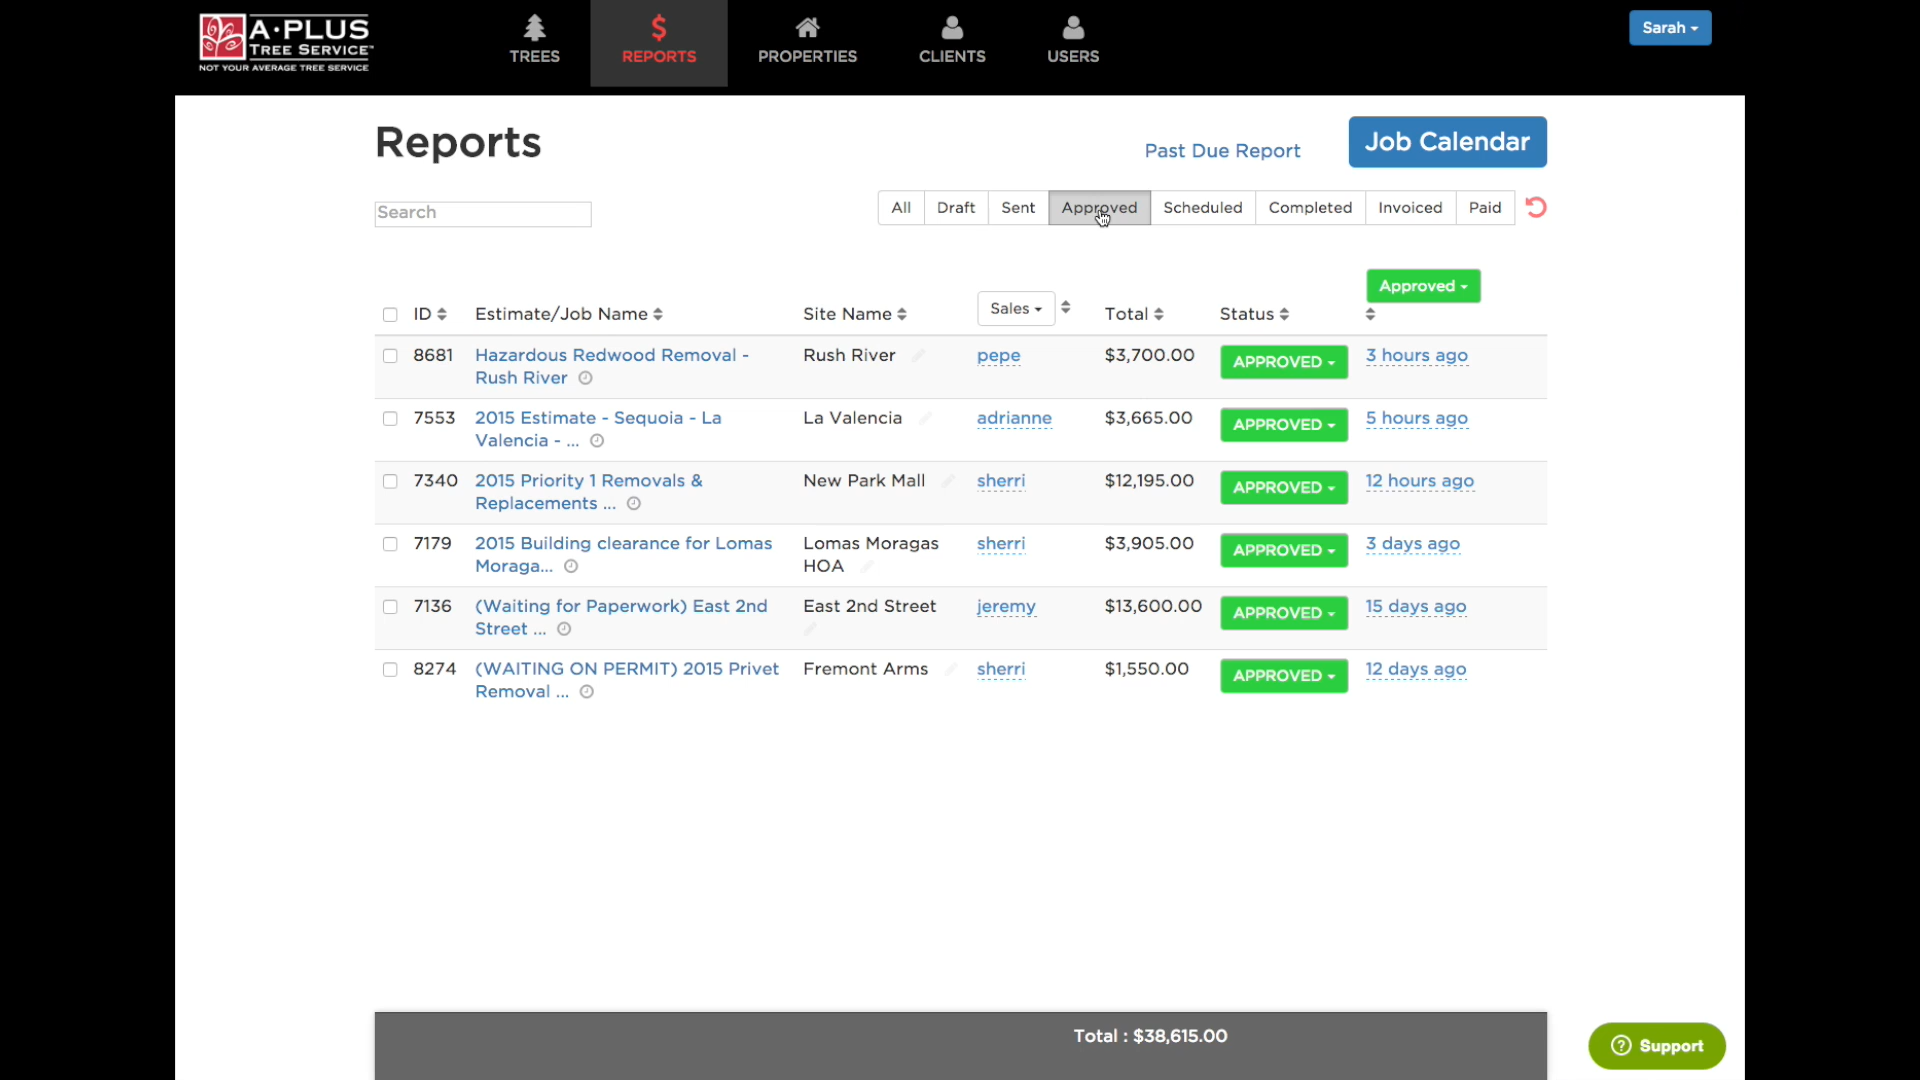 A·PLUS
TREE SERVICE™
NOT YOUR AVERAGE TREE SERVICE
TREES
REPORTS
PROPERTIES
CLIENTS
USERS
Sarah
Reports
Past Due Report
Job Calendar
Search
All
Draft
Sent
Approved
Scheduled
Completed
Invoiced
Paid
Approved
ID
Estimate/Job Name
Site Name
Sales
Total
Status
8681
Hazardous Redwood Removal -
Rush River
Rush River
pepe
$3,700.00
APPROVED
3 hours ago
7553
2015 Estimate - Sequoia - La
Valencia - ...
La Valencia
adrianne
$3,665.00
APPROVED
5 hours ago
7340
2015 Priority 1 Removals &
Replacements ...
New Park Mall
sherri
$12,195.00
APPROVED
12 hours ago
7179
2015 Building clearance for Lomas
Moraga...
Lomas Moragas
HOA
sherri
$3,905.00
APPROVED
3 days ago
7136
(Waiting for Paperwork) East 2nd
Street ...
East 2nd Street
jeremy
$13,600.00
APPROVED
15 days ago
8274
(WAITING ON PERMIT) 2015 Privet
Removal ...
Fremont Arms
sherri
$1,550.00
APPROVED
12 days ago
Total : $38,615.00
Support